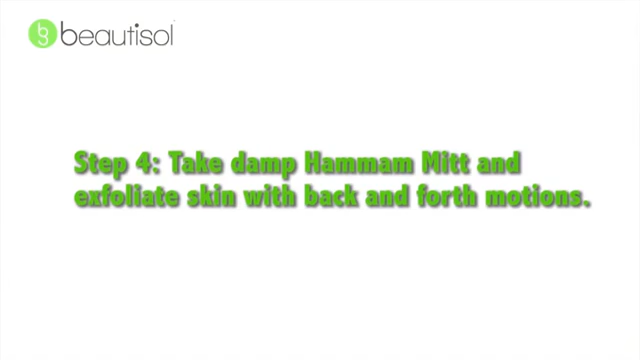 beautisol
Step 4: Take damp Hammam Mitt and
exfoliate skin with back and forth motions.